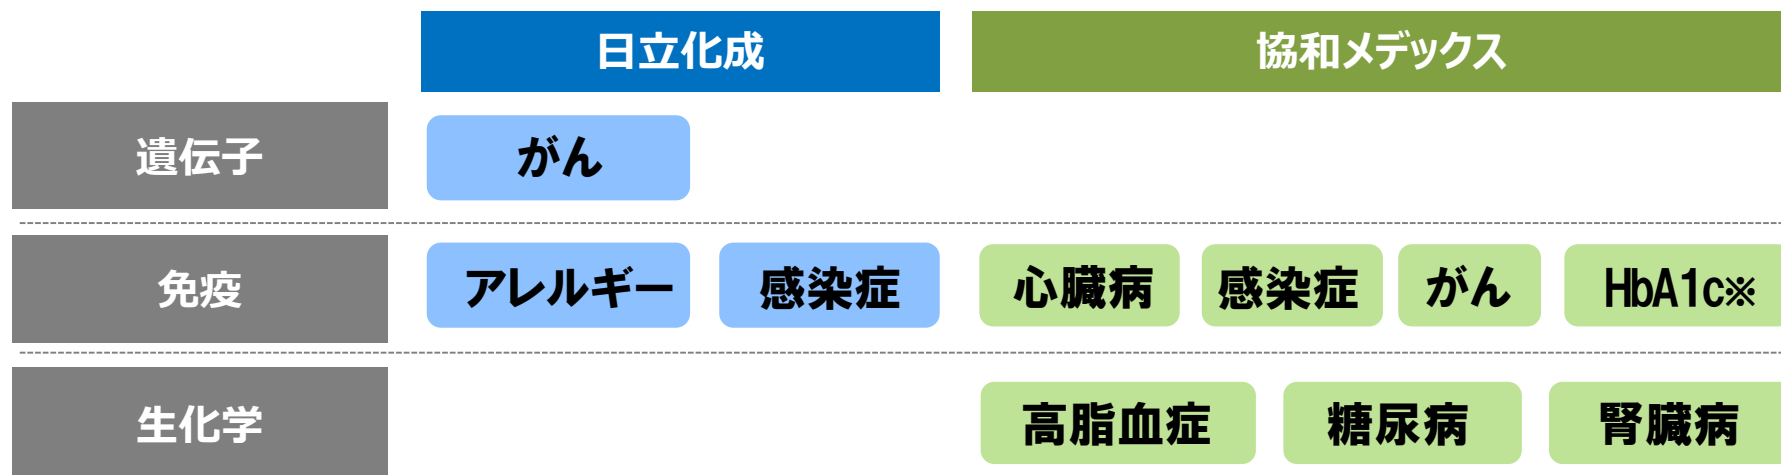 日立化成 協和メデックス
遺伝子 がん
免疫 アレルギー 感染症 心臓病 感染症 がん HbA1c※
生化学 高脂血症 糖尿病 腎臓病